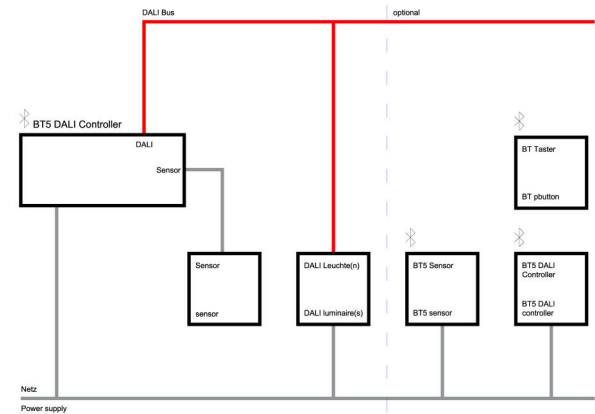 DALI Bus
optional
BT5 DALI Controller
DALI
Sensor
BT Taster
BT pbutton
Sensor
sensor
DALI Leuchte(n)
DALI luminaire(s)
BT5 Sensor
BT5 sensor
BT5 DALI
Controller
BT5 DALI
controller
Netz
Power supply